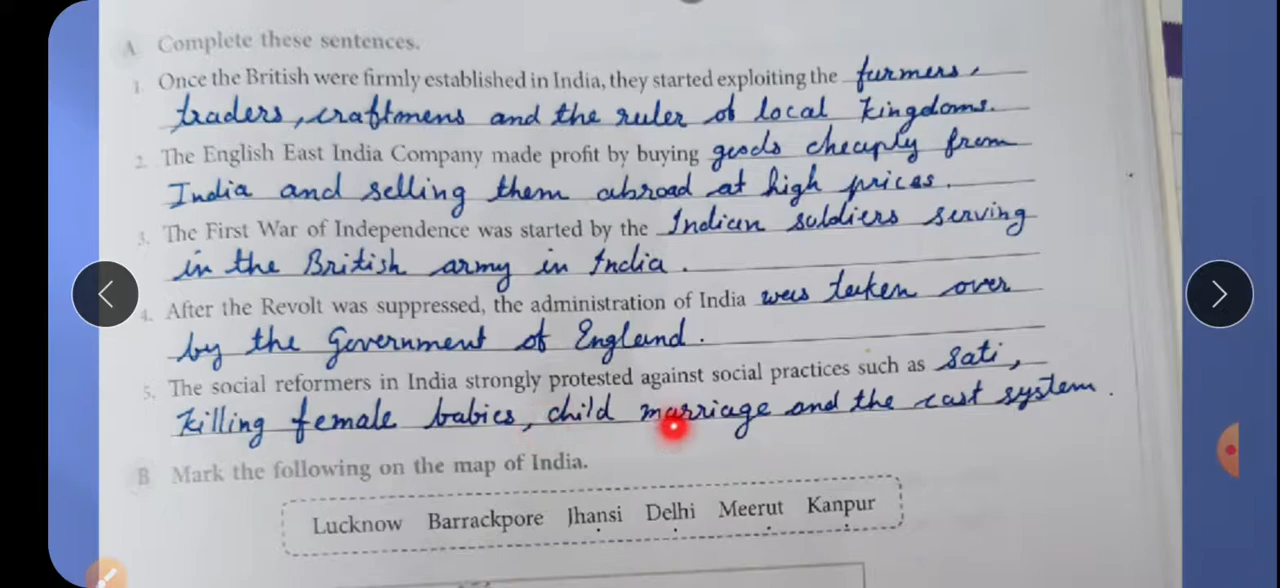 A Complete these sentences.
1. Once the British were firmly established in India, they started exploiting the farmers,
traders, craftmens and the ruler of local kingdoms.
2. The English East India Company made profit by buying goods cheaply from
India and selling them abroad at high prices.
3. The First War of Independence was started by the Indian soldiers serving
in the British army in India.
4. After the Revolt was suppressed, the administration of India was taken over
by the Government of England.
5. The social reformers in India strongly protested against social practices such as Sati,
killing female babies, child marriage and the cast system.
B Mark the following on the map of India.
Lucknow Barrackpore Jhansi Delhi Meerut Kanpur